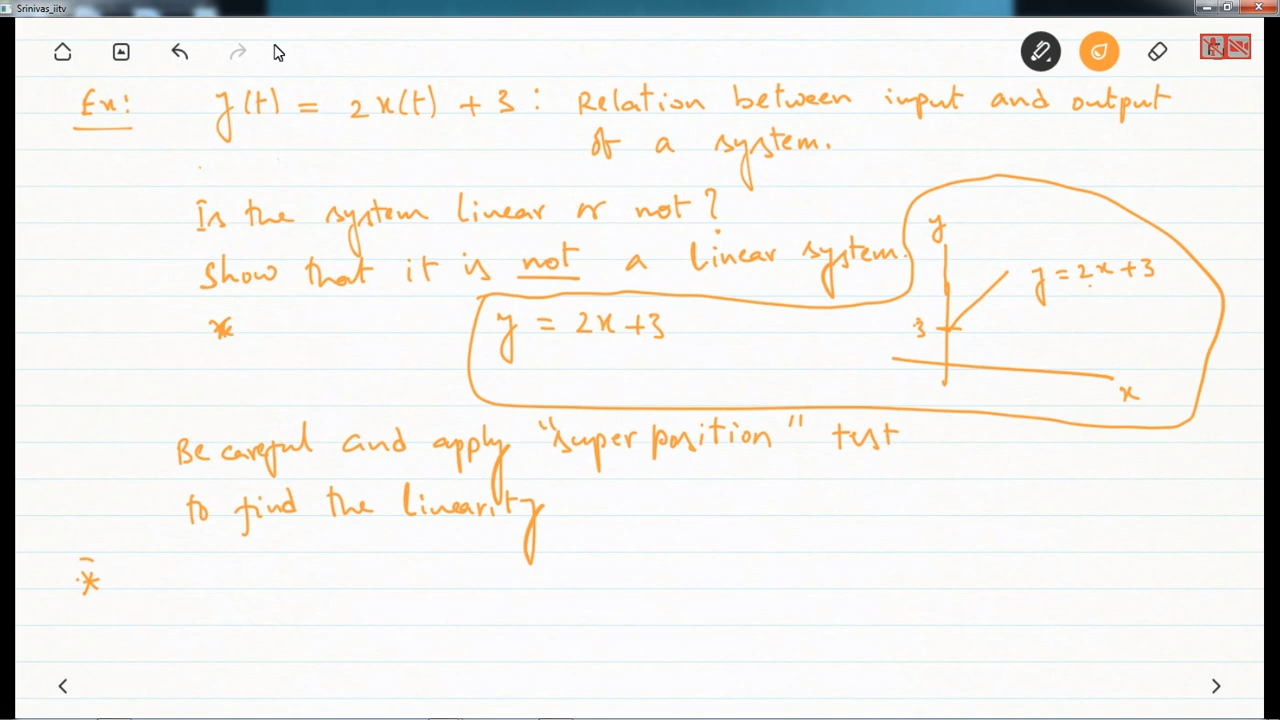 Srinivas_iitv
Ex: y(t) = 2x(t) + 3 : Relation between input and output
of a system.
Is the system linear or not?
Show that it is not a linear system.
y = 2x + 3
y
y = 2x + 3
3
x
Be careful and apply "super position" test
to find the linearity
*